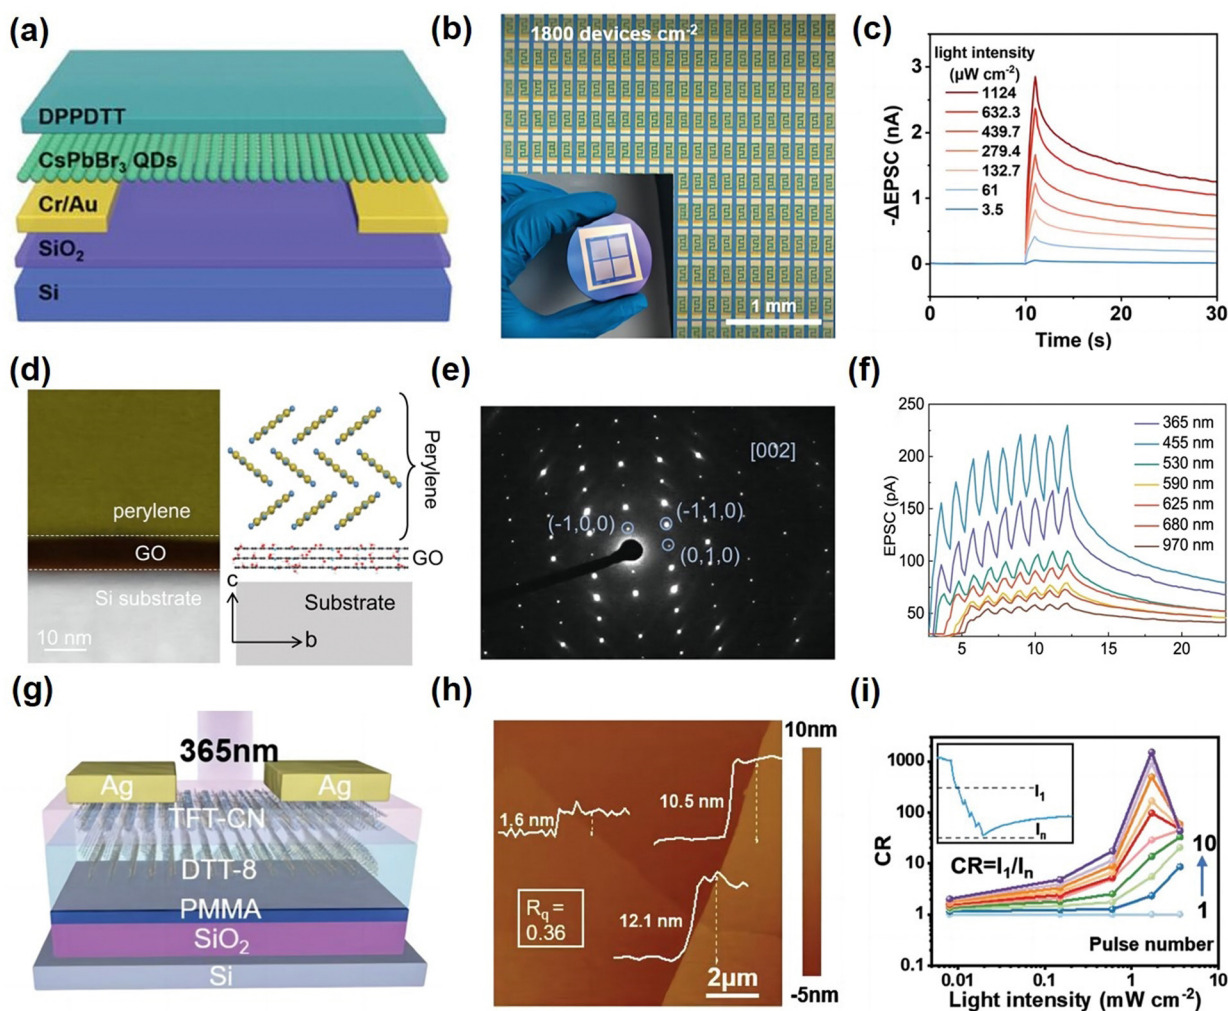 (a)
DPPDTT
CsPbBr₃ QDs
Cr/Au
SiO₂
Si
(b)
1800 devices cm⁻²
1 mm
(c)
light intensity
(μW cm⁻²)
1124
632.3
439.7
279.4
132.7
61
3.5
-ΔEPSC (nA)
3
2
1
0
0 10 20 30
Time (s)
(d)
perylene
GO
Si substrate
10 nm
Perylene
GO
c
Substrate
b
(e)
[002]
(-1,0,0)
(-1,1,0)
(0,1,0)
(f)
EPSC (pA)
250
200
150
100
50
365 nm
455 nm
530 nm
590 nm
625 nm
680 nm
970 nm
5 10 15 20
(g)
365nm
Ag Ag
TFT-CN
DTT-8
PMMA
SiO₂
Si
(h)
10nm
1.6 nm
10.5 nm
12.1 nm
R_q =
0.36
2μm
-5nm
(i)
CR
1000
100
10
1
0.1
I₁
Iₙ
CR=I₁/Iₙ
10
1
Pulse number
0.01 0.1 1 10
Light intensity (mW cm⁻²)